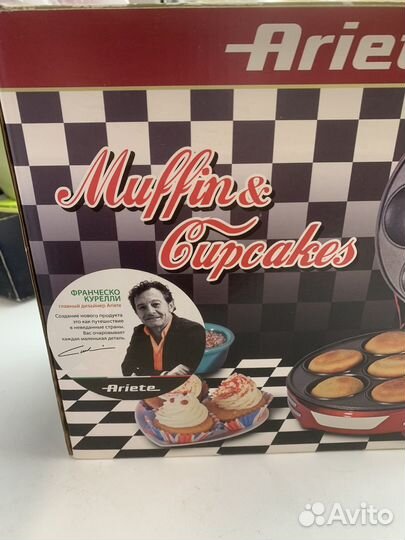 Ariete
Muffin &
Cupcakes
ФРАНЧЕСКО
КУРЕЛЛИ
главный дизайнер Ariete
Создание нового продукта
это как путешествие
в неведанные страны.
Вас очаровывает
каждая маленькая деталь.
Ariete
Avito